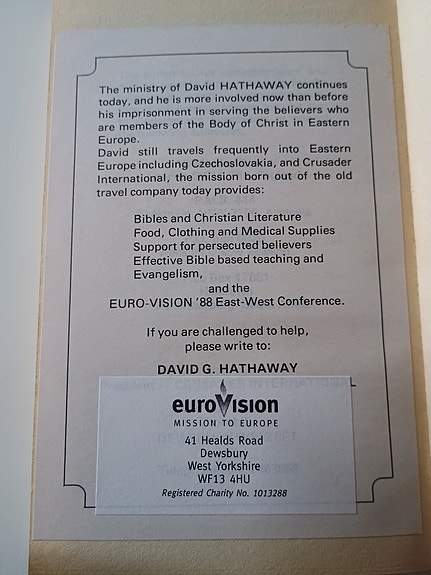 The ministry of David HATHAWAY continues
today, and he is more involved now than before
his imprisonment in serving the believers who
are members of the Body of Christ in Eastern
Europe.
David still travels frequently into Eastern
Europe including Czechoslovakia, and Crusader
International, the mission born out of the old
travel company today provides:
Bibles and Christian Literature
Food, Clothing and Medical Supplies
Support for persecuted believers
Effective Bible based teaching and
Evangelism,
and the
EURO-VISION '88 East-West Conference.
If you are challenged to help,
please write to:
DAVID G. HATHAWAY
euroVision
MISSION TO EUROPE
41 Healds Road
Dewsbury
West Yorkshire
WF13 4HU
Registered Charity No. 1013288